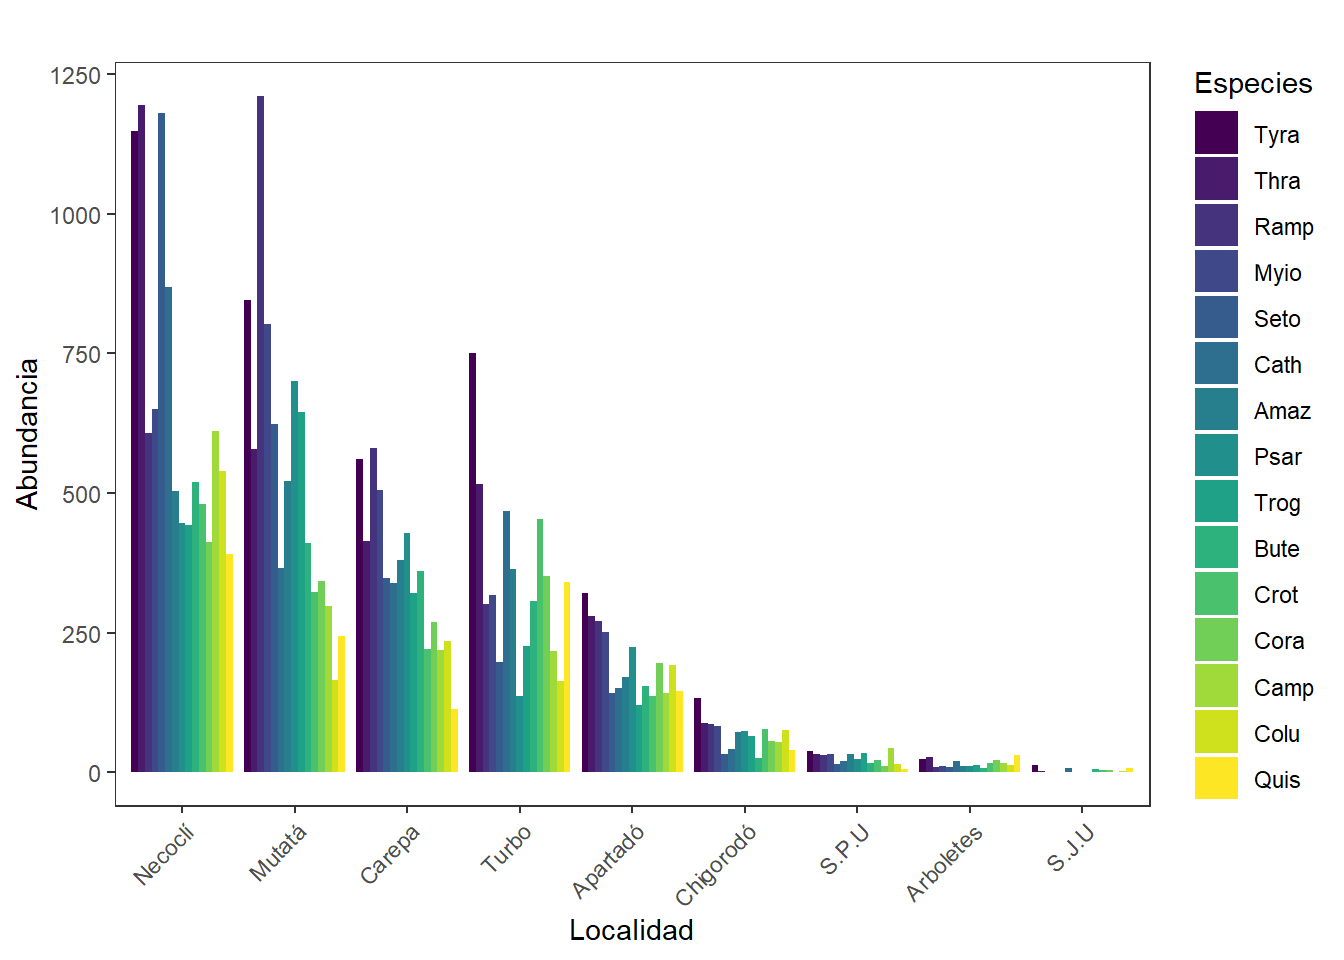 1250
1000
750
500
250
0
Abundancia
Necoclí
Mutatá
Carepa
Turbo
Apartadó
Chigorodó
S.P.U
Arboletes
S.J.U
Localidad
Especies
Tyra
Thra
Ramp
Myio
Seto
Cath
Amaz
Psar
Trog
Bute
Crot
Cora
Camp
Colu
Quis